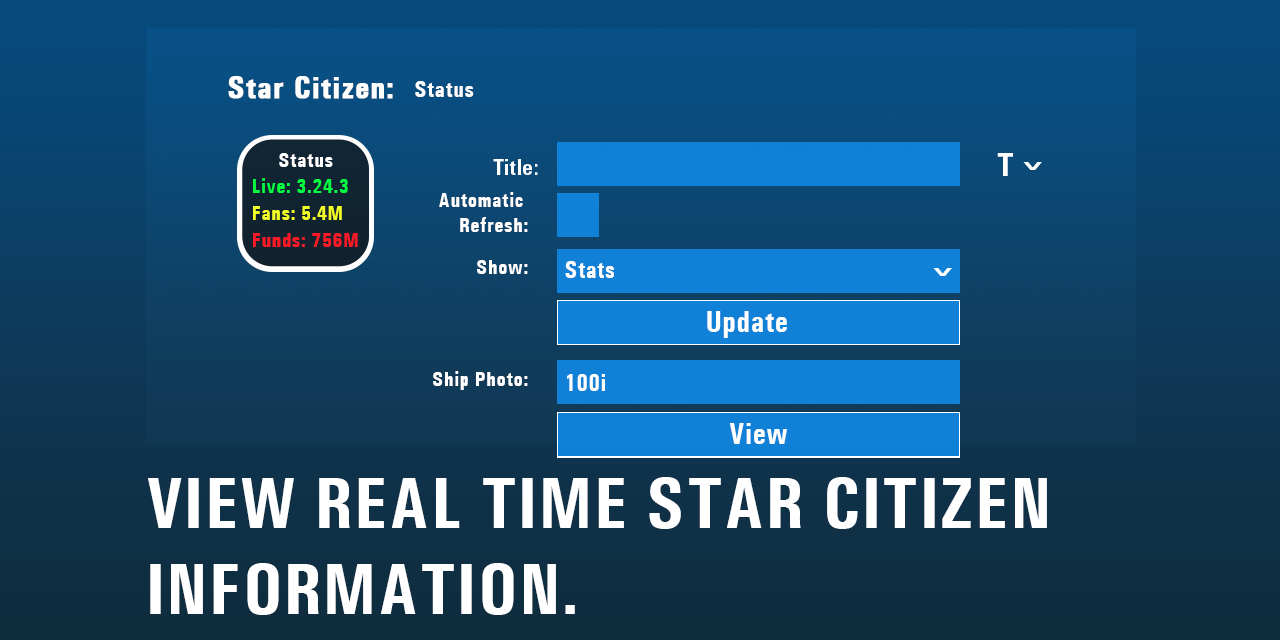 Star Citizen: Status
Status
Live: 3.24.3
Fans: 5.4M
Funds: 756M
Title:
T
Automatic
Refresh:
Show: Stats
Update
Ship Photo: 100i
View
VIEW REAL TIME STAR CITIZEN
INFORMATION.